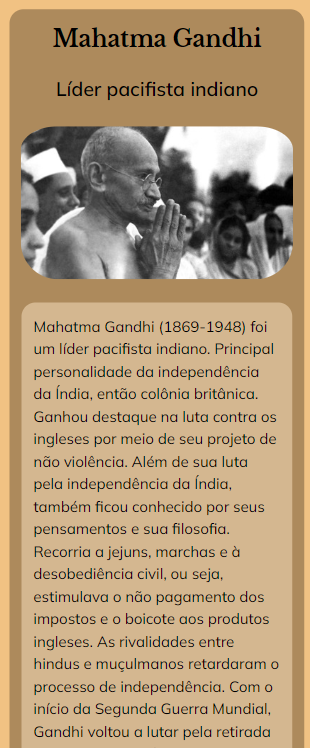 Mahatma Gandhi
Líder pacifista indiano
Mahatma Gandhi (1869-1948) foi
um líder pacifista indiano. Principal
personalidade da independência
da Índia, então colônia britânica.
Ganhou destaque na luta contra os
ingleses por meio de seu projeto de
não violência. Além de sua luta
pela independência da Índia,
também ficou conhecido por seus
pensamentos e sua filosofia.
Recorria a jejuns, marchas e à
desobediência civil, ou seja,
estimulava o não pagamento dos
impostos e o boicote aos produtos
ingleses. As rivalidades entre
hindus e muçulmanos retardaram o
processo de independência. Com o
início da Segunda Guerra Mundial,
Gandhi voltou a lutar pela retirada